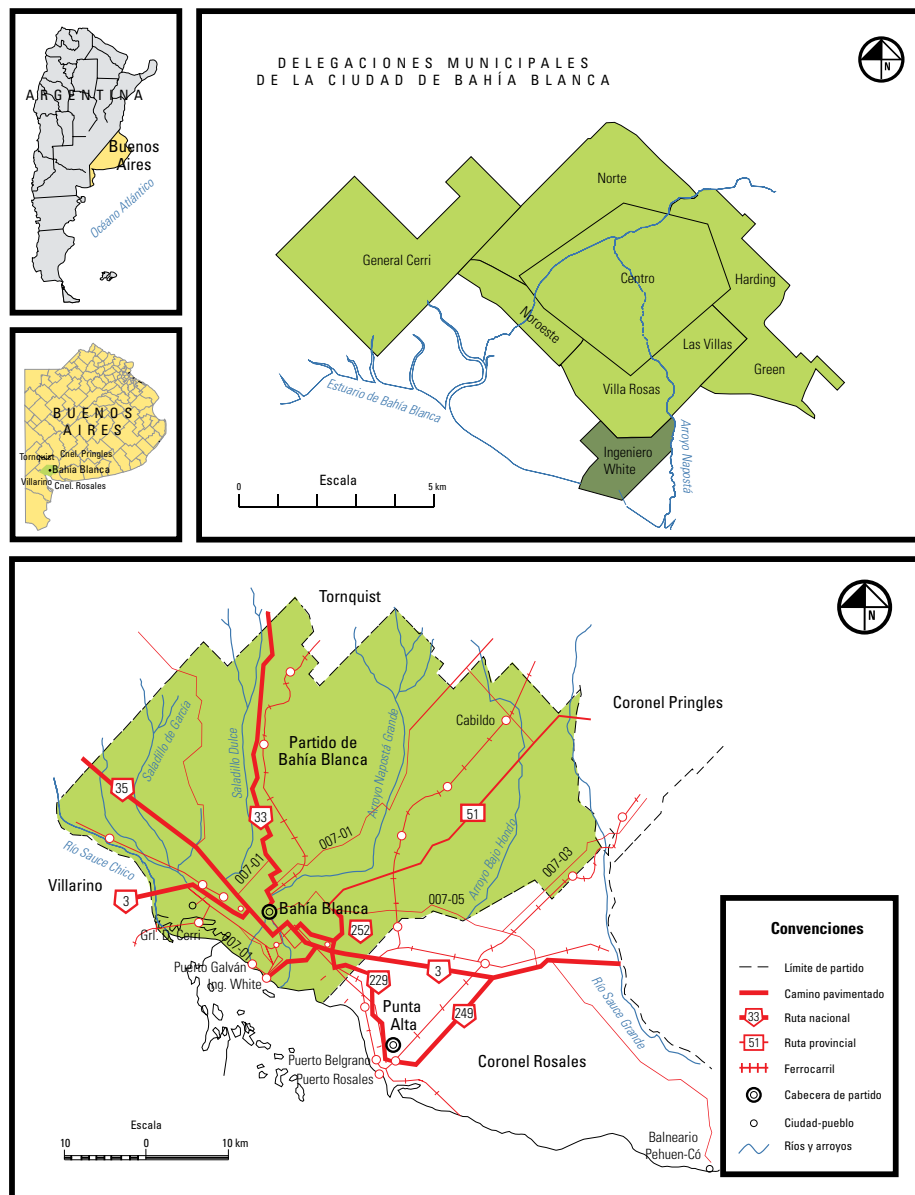 ARGENTINA
Buenos
Aires
Océano Atlántico
DELEGACIONES MUNICIPALES
DE LA CIUDAD DE BAHÍA BLANCA
N
Norte
General Cerri
Centro
Harding
Noroeste
Las Villas
Green
Villa Rosas
Estuario de Bahía Blanca
Ingeniero
White
Arroyo Napostá
Escala
0
5 km
BUENOS
AIRES
Tornquist
Cnel. Pringles
Bahía Blanca
Villarino
Cnel. Rosales
Tornquist
N
Coronel Pringles
Cabildo
Saladillo de García
Saladillo Dulce
Partido de
Bahía Blanca
Arroyo Napostá Grande
35
33
51
007-01
007-01
Arroyo Bajo Hondo
007-03
Río Sauce Chico
Villarino
3
Bahía Blanca
007-05
252
Grl. D. Cerri
007-01
Puerto Galván
Ing. White
229
3
249
Punta
Alta
Río Sauce Grande
Puerto Belgrano
Puerto Rosales
Coronel Rosales
Balneario
Pehuen-Có
Escala
10
0
10 km
Convenciones
Límite de partido
Camino pavimentado
33
Ruta nacional
51
Ruta provincial
Ferrocarril
Cabecera de partido
Ciudad-pueblo
Ríos y arroyos